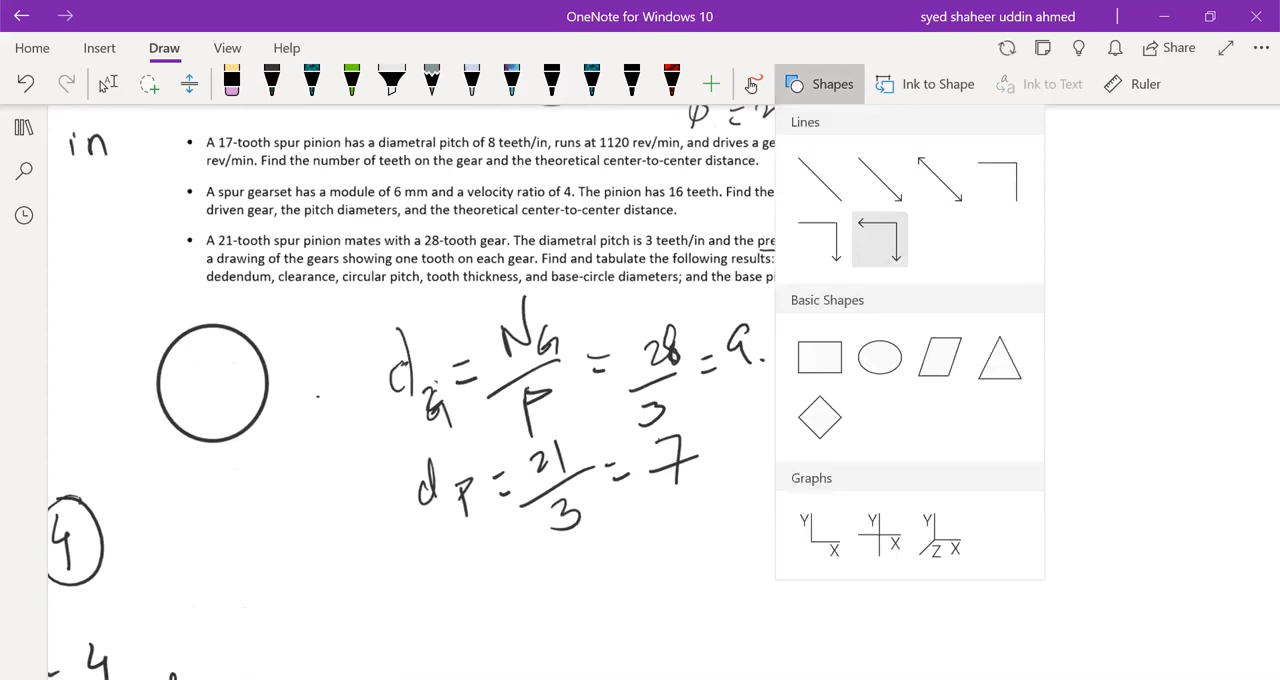 OneNote for Windows 10
syed shaheer uddin ahmed
Home Insert Draw View Help
Share
Shapes
Ink to Shape
Ink to Text
Ruler
Lines
Basic Shapes
Graphs
Y X
Y X
Y Z X
in
• A 17-tooth spur pinion has a diametral pitch of 8 teeth/in, runs at 1120 rev/min, and drives a ge
rev/min. Find the number of teeth on the gear and the theoretical center-to-center distance.
• A spur gearset has a module of 6 mm and a velocity ratio of 4. The pinion has 16 teeth. Find the
driven gear, the pitch diameters, and the theoretical center-to-center distance.
• A 21-tooth spur pinion mates with a 28-tooth gear. The diametral pitch is 3 teeth/in and the pre
a drawing of the gears showing one tooth on each gear. Find and tabulate the following results:
dedendum, clearance, circular pitch, tooth thickness, and base-circle diameters; and the base pi
d_G = N_G / P = 28 / 3 = 9.
d_P = 21 / 3 = 7
4
4